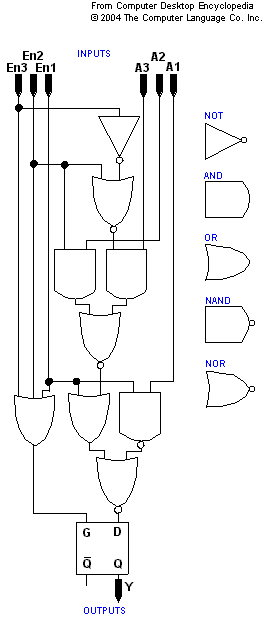 From Computer Desktop Encyclopedia
© 2004 The Computer Language Co. Inc.
INPUTS
En3 En2 En1 A3 A2 A1
NOT
AND
OR
NAND
NOR
G D
Q̅ Q
Y
OUTPUTS